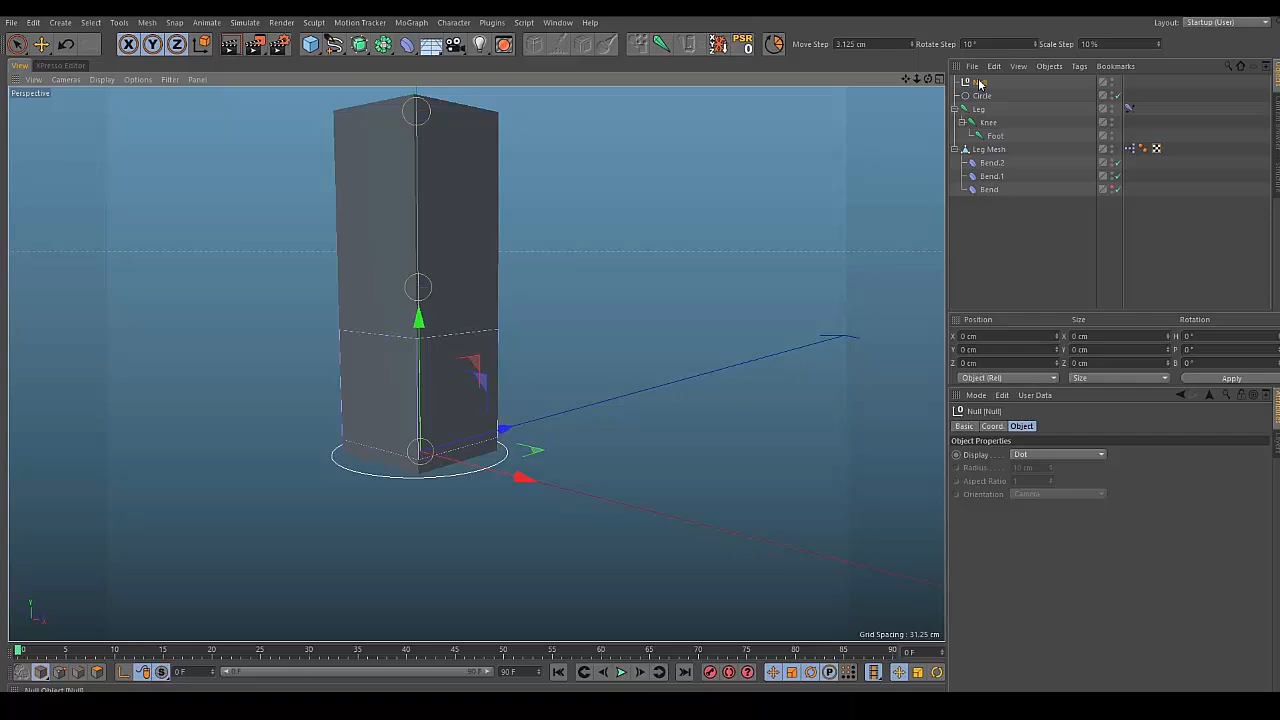 File Edit Create Select Tools Mesh Snap Animate Simulate Render Sculpt Motion Tracker MoGraph Character Plugins Script Window Help Layout: Startup (User)
X Y Z PSR 0 Move Step 3.125 cm Rotate Step 10° Scale Step 10 %
View XPresso Editor File Edit View Objects Tags Bookmarks
View Cameras Display Options Filter Panel
Perspective
Circle
Leg
Knee
Foot
Leg Mesh
Bend.2
Bend.1
Bend
Position Size Rotation
X 0 cm X 0 cm H 0 °
Y 0 cm Y 0 cm P 0 °
Z 0 cm Z 0 cm B 0 °
Object (Rel) Size Apply
Mode Edit User Data
Null [Null]
Basic Coord. Object
Object Properties
Display Dot
Radius 10 cm
Aspect Ratio 1
Orientation Camera
Y
X
Grid Spacing : 31.25 cm
0 5 10 15 20 25 30 35 40 45 50 55 60 65 70 75 80 85 90 0 F
0 F 0 F 90 F 90 F
Null Object [Null]